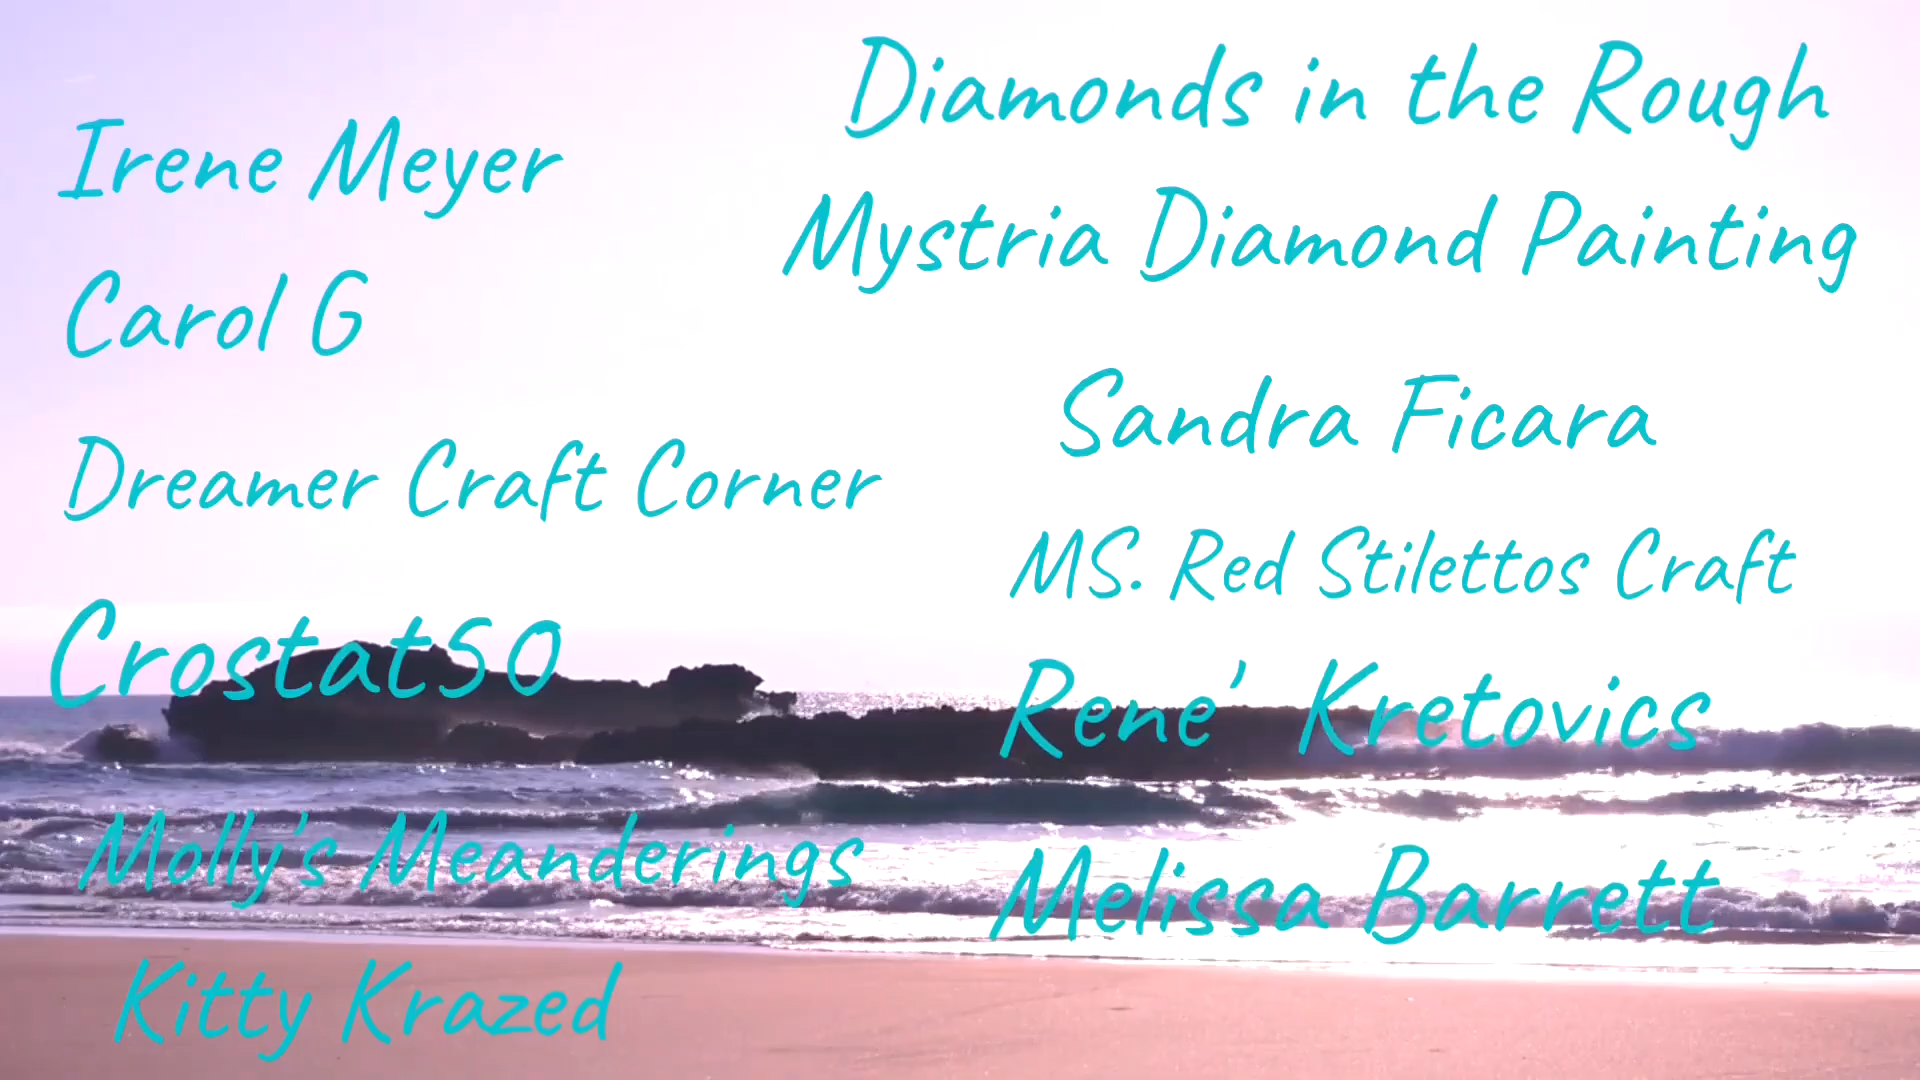 Irene Meyer
Carol G
Dreamer Craft Corner
Crostat50
Molly's Meanderings
Kitty Krazed
Diamonds in the Rough
Mystria Diamond Painting
Sandra Ficara
MS. Red Stilettos Craft
Rene' Kretovics
Melissa Barrett